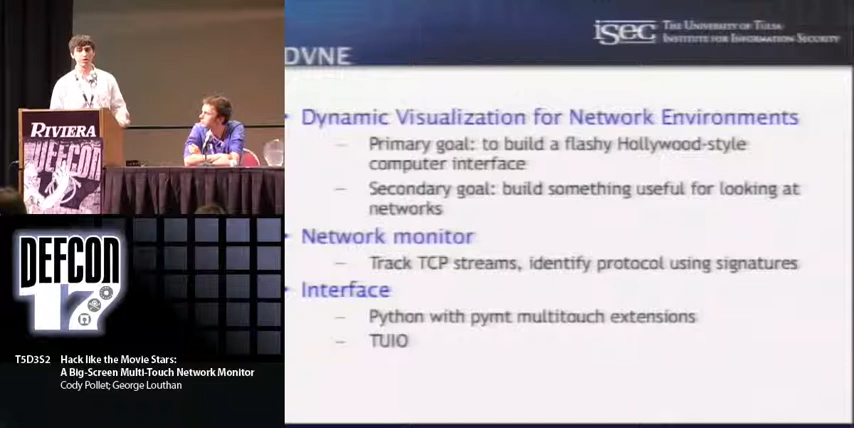 iSEC
THE UNIVERSITY OF TULSA
INSTITUTE FOR INFORMATION SECURITY
DVNE
Dynamic Visualization for Network Environments
– Primary goal: to build a flashy Hollywood-style
computer interface
– Secondary goal: build something useful for looking at
networks
Network monitor
– Track TCP streams, identify protocol using signatures
Interface
– Python with pymt multitouch extensions
– TUIO
RIVIERA
DEFCON
DEFCON
17
T5D3S2 Hack like the Movie Stars:
A Big-Screen Multi-Touch Network Monitor
Cody Pollet; George Louthan